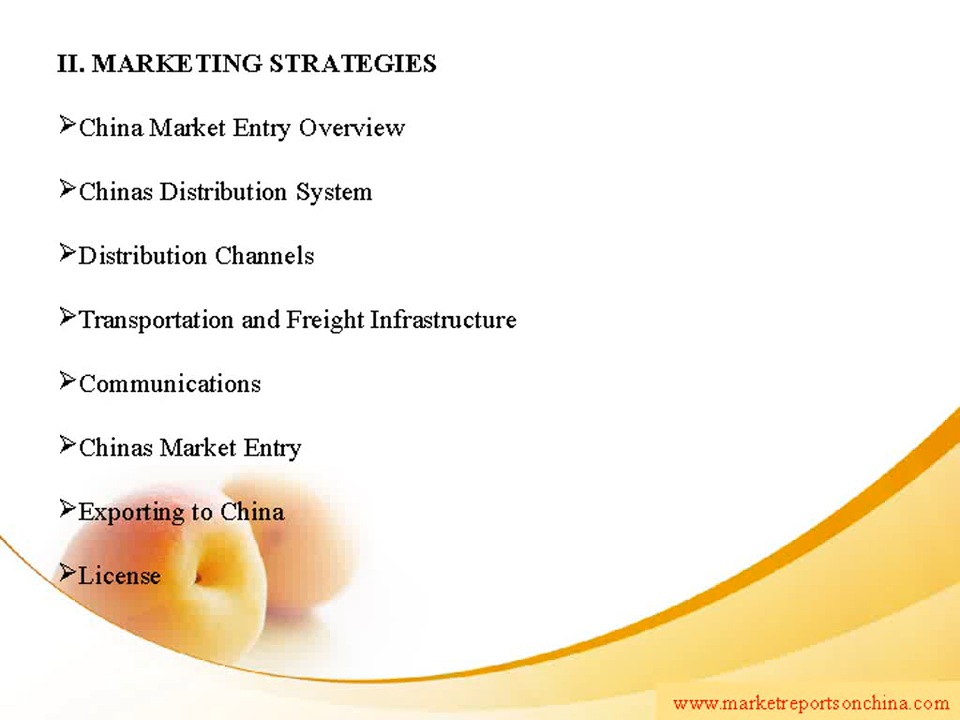 II. MARKETING STRATEGIES
➢China Market Entry Overview
➢Chinas Distribution System
➢Distribution Channels
➢Transportation and Freight Infrastructure
➢Communications
➢Chinas Market Entry
➢Exporting to China
➢License
www.marketreportsonchina.com